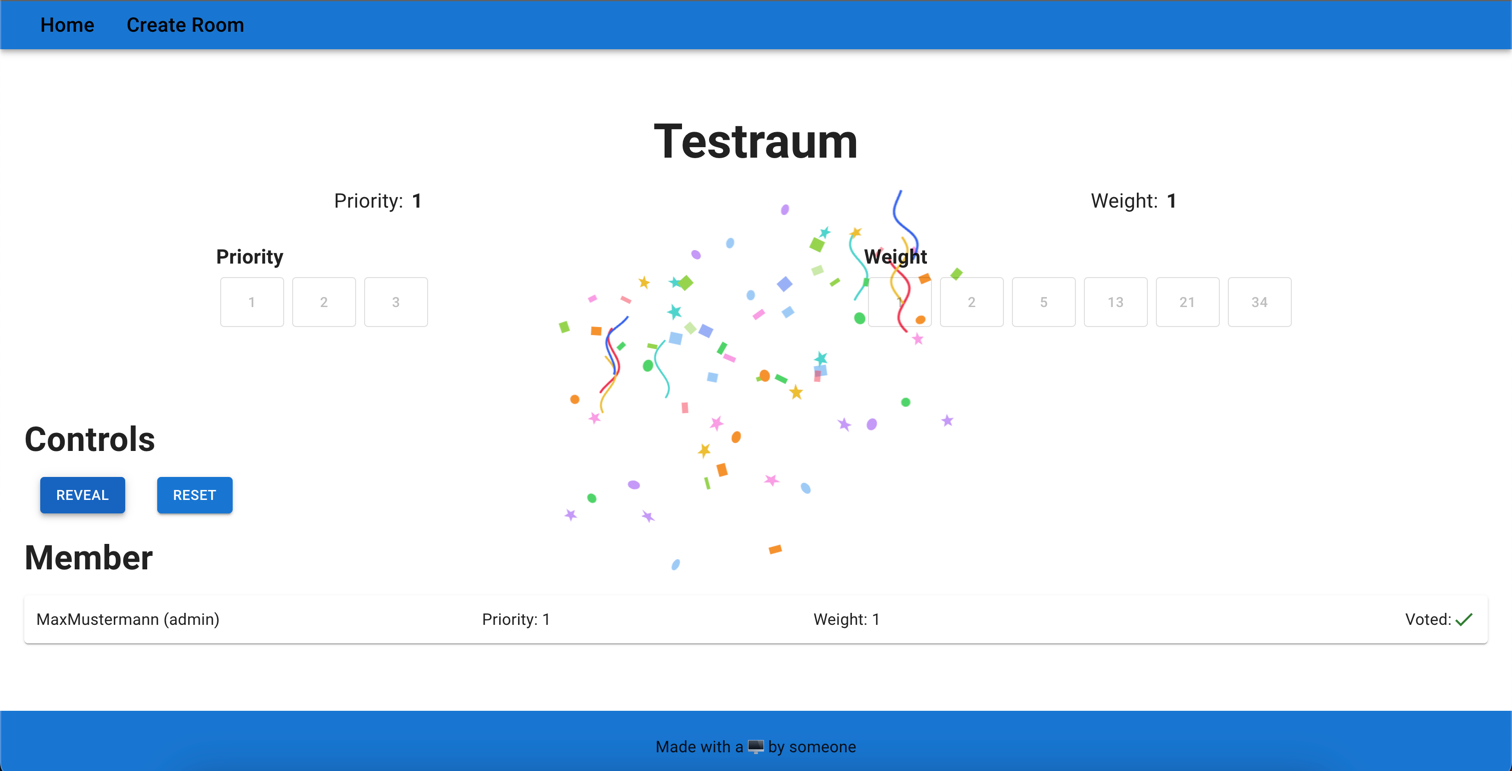 Home Create Room
Testraum
Priority: 1 Weight: 1
Priority Weight
1 2 3 1 2 5 13 21 34
Controls
REVEAL RESET
Member
MaxMustermann (admin) Priority: 1 Weight: 1 Voted:
Made with a 🖥️ by someone